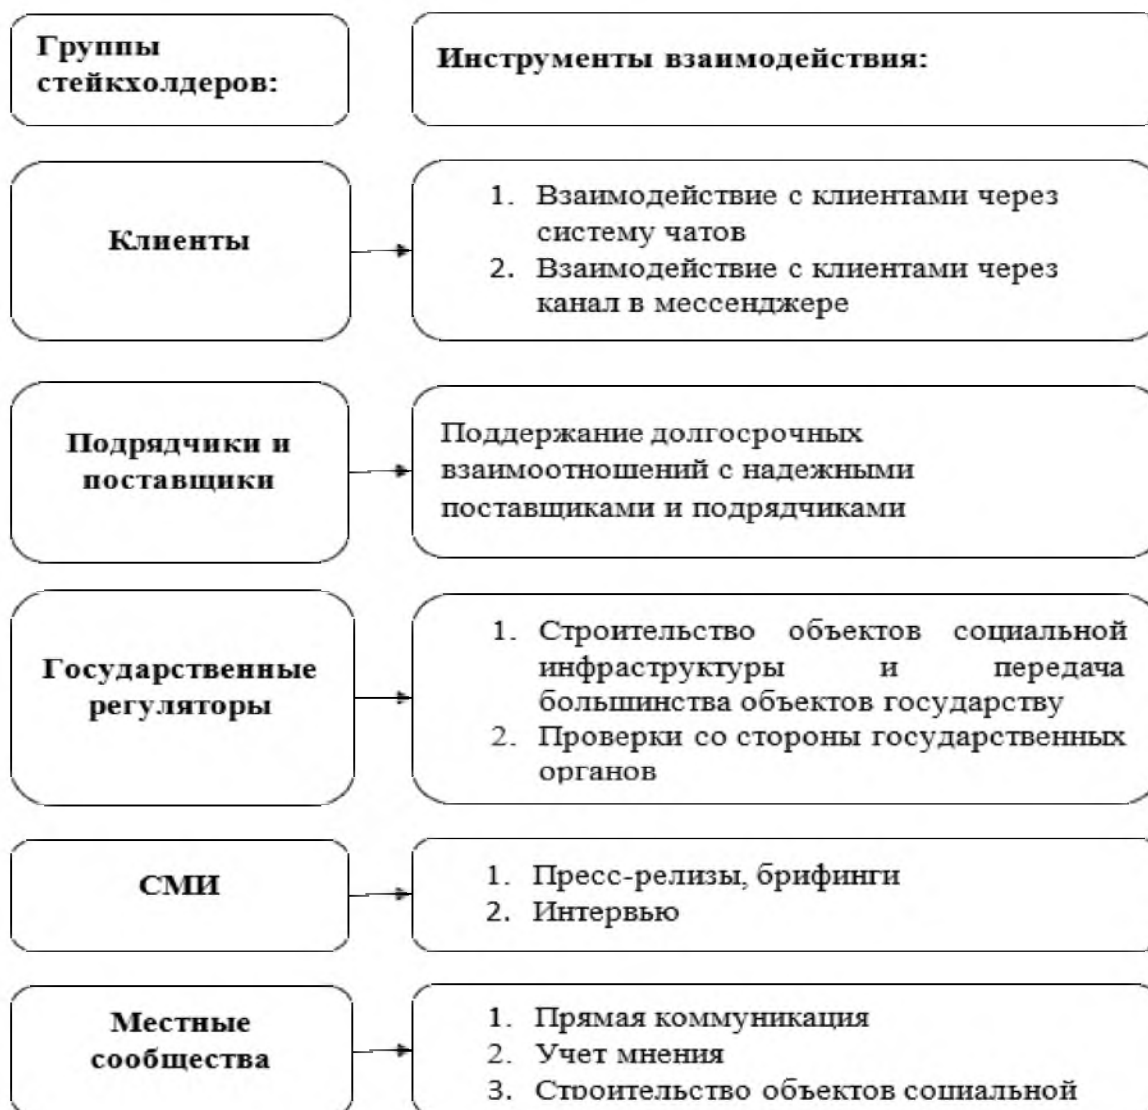 Группы
стейкхолдеров:
Инструменты взаимодействия:
Клиенты
1. Взаимодействие с клиентами через
систему чатов
2. Взаимодействие с клиентами через
канал в мессенджере
Подрядчики и
поставщики
Поддержание долгосрочных
взаимоотношений с надежными
поставщиками и подрядчиками
Государственные
регуляторы
1. Строительство объектов социальной
инфраструктуры и передача
большинства объектов государству
2. Проверки со стороны государственных
органов
СМИ
1. Пресс-релизы, брифинги
2. Интервью
Местные
сообщества
1. Прямая коммуникация
2. Учет мнения
3. Строительство объектов социальной